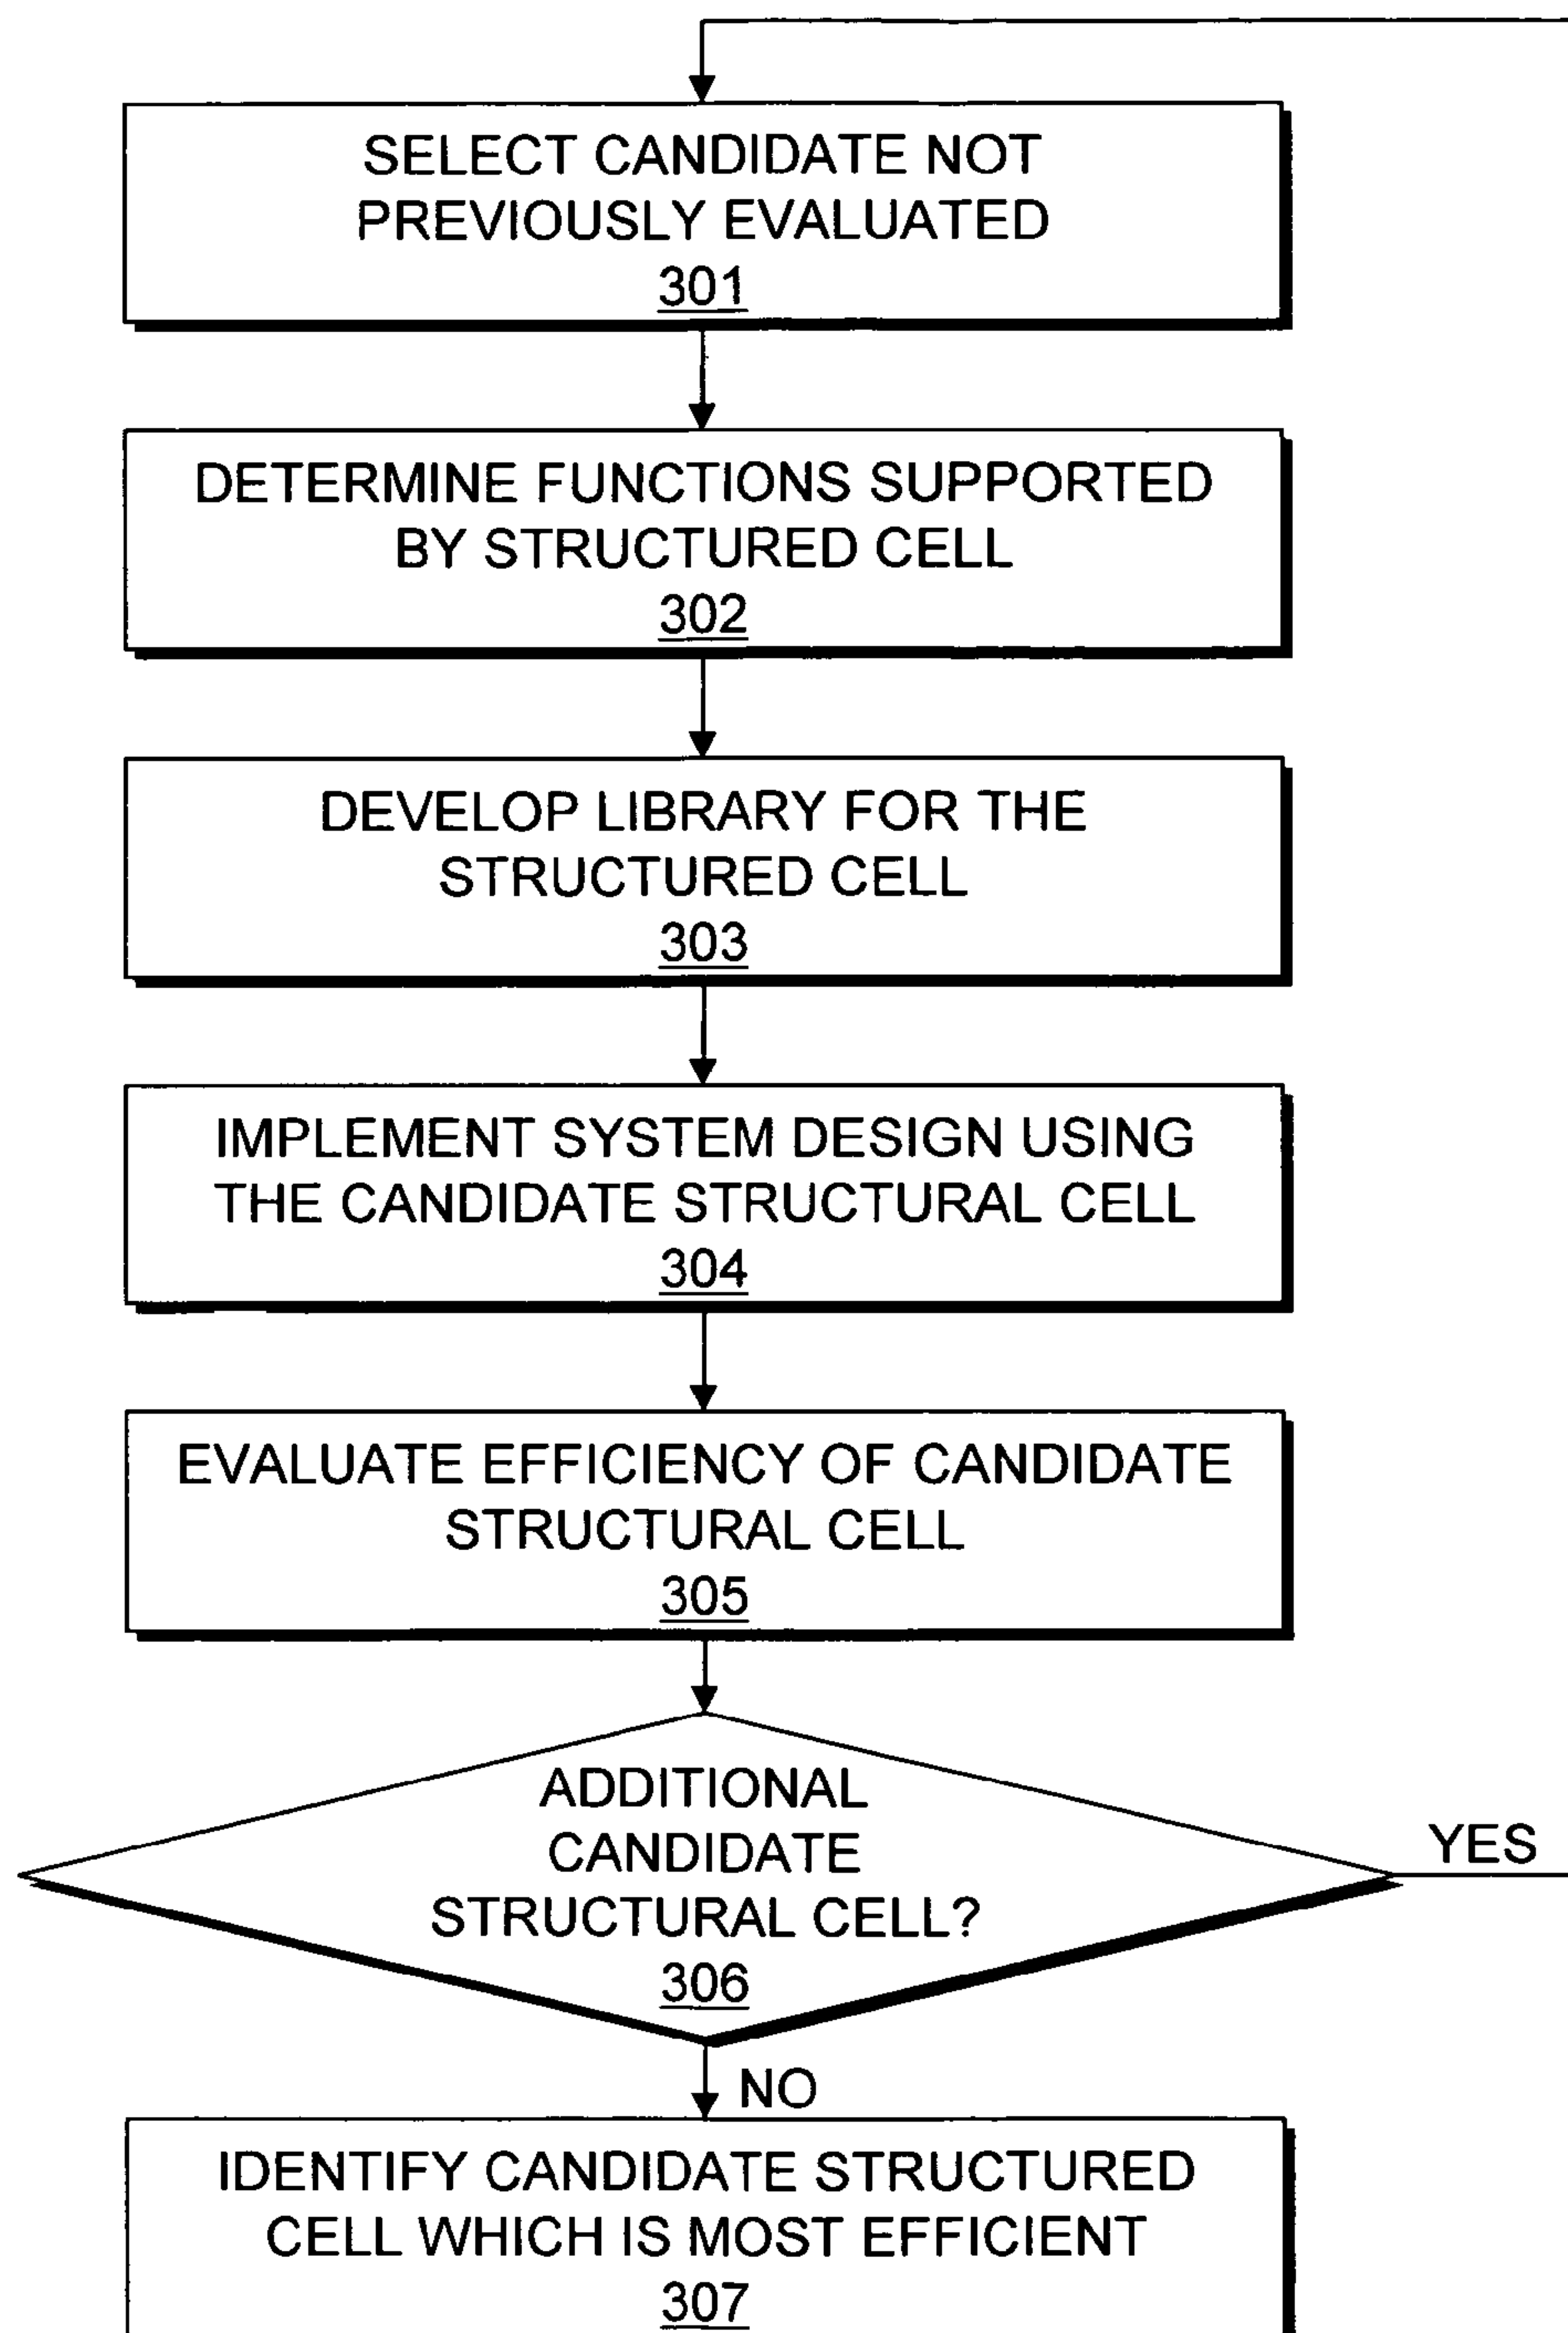 SELECT CANDIDATE NOT
PREVIOUSLY EVALUATED
301
DETERMINE FUNCTIONS SUPPORTED
BY STRUCTURED CELL
302
DEVELOP LIBRARY FOR THE
STRUCTURED CELL
303
IMPLEMENT SYSTEM DESIGN USING
THE CANDIDATE STRUCTURAL CELL
304
EVALUATE EFFICIENCY OF CANDIDATE
STRUCTURAL CELL
305
ADDITIONAL
CANDIDATE
STRUCTURAL CELL?
306
YES
NO
IDENTIFY CANDIDATE STRUCTURED
CELL WHICH IS MOST EFFICIENT
307